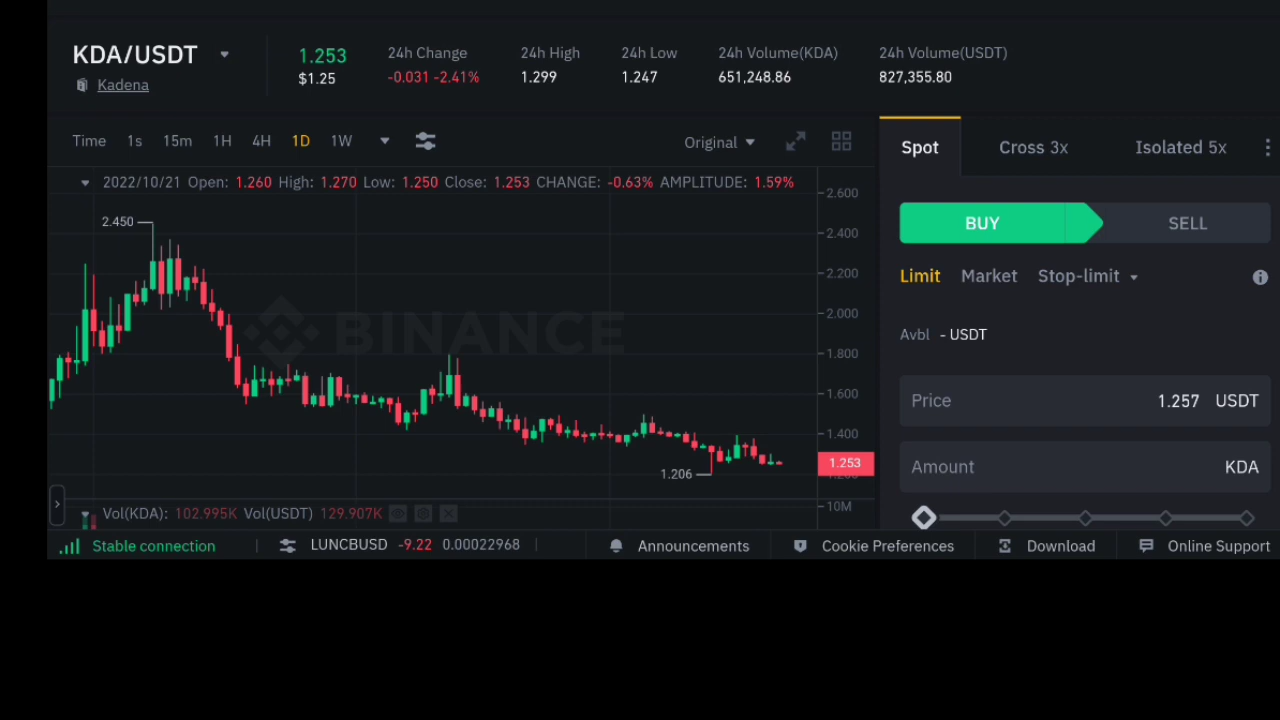 KDA/USDT
Kadena
1.253
$1.25
24h Change
-0.031 -2.41%
24h High
1.299
24h Low
1.247
24h Volume(KDA)
651,248.86
24h Volume(USDT)
827,355.80
Time 1s 15m 1H 4H 1D 1W
Original
2022/10/21 Open: 1.260 High: 1.270 Low: 1.250 Close: 1.253 CHANGE: -0.63% AMPLITUDE: 1.59%
2.600
2.450
2.400
2.200
2.000
BINANCE
1.800
1.600
1.400
1.253
1.206
10M
Vol(KDA): 102.995K Vol(USDT) 129.907K
Spot Cross 3x Isolated 5x
BUY SELL
Limit Market Stop-limit
Avbl - USDT
Price 1.257 USDT
Amount KDA
Stable connection LUNCBUSD -9.22 0.00022968 Announcements Cookie Preferences Download Online Support